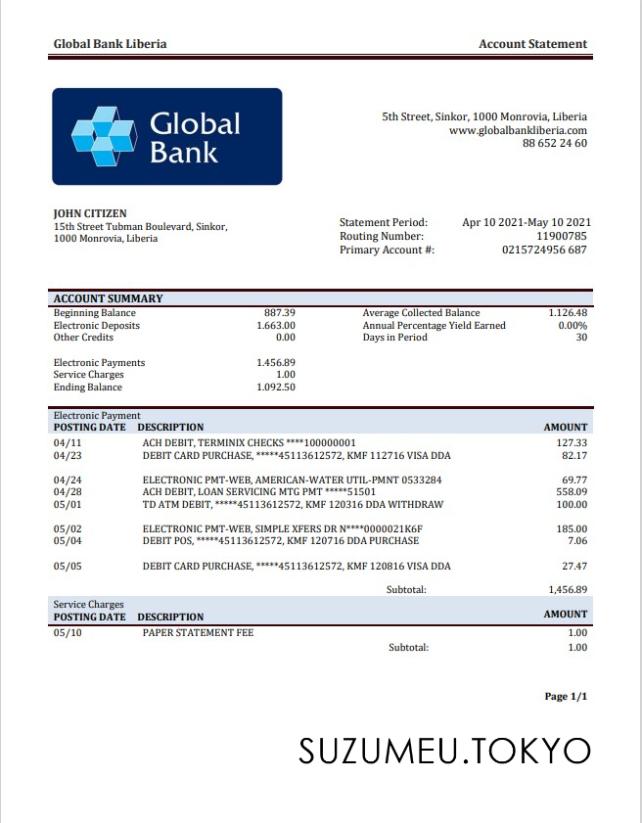 Global Bank Liberia Account Statement
Global
Bank
5th Street, Sinkor, 1000 Monrovia, Liberia
www.globalbankliberia.com
88 652 24 60
JOHN CITIZEN
15th Street Tubman Boulevard, Sinkor,
1000 Monrovia, Liberia
Statement Period: Apr 10 2021-May 10 2021
Routing Number: 11900785
Primary Account #: 0215724956 687
ACCOUNT SUMMARY
Beginning Balance 887.39 Average Collected Balance 1.126.48
Electronic Deposits 1.663.00 Annual Percentage Yield Earned 0.00%
Other Credits 0.00 Days in Period 30
Electronic Payments 1.456.89
Service Charges 1.00
Ending Balance 1.092.50
Electronic Payment
POSTING DATE DESCRIPTION AMOUNT
04/11 ACH DEBIT, TERMINIX CHECKS ****100000001 127.33
04/23 DEBIT CARD PURCHASE, *****45113612572, KMF 112716 VISA DDA 82.17
04/24 ELECTRONIC PMT-WEB, AMERICAN-WATER UTIL-PMNT 0533284 69.77
04/28 ACH DEBIT, LOAN SERVICING MTG PMT *****51501 558.09
05/01 TD ATM DEBIT, *****45113612572, KMF 120316 DDA WITHDRAW 100.00
05/02 ELECTRONIC PMT-WEB, SIMPLE XFERS DR N****0000021K6F 185.00
05/04 DEBIT POS, *****45113612572, KMF 120716 DDA PURCHASE 7.06
05/05 DEBIT CARD PURCHASE, *****45113612572, KMF 120816 VISA DDA 27.47
Subtotal: 1,456.89
Service Charges
POSTING DATE DESCRIPTION AMOUNT
05/10 PAPER STATEMENT FEE 1.00
Subtotal: 1.00
Page 1/1
SUZUMEU.TOKYO